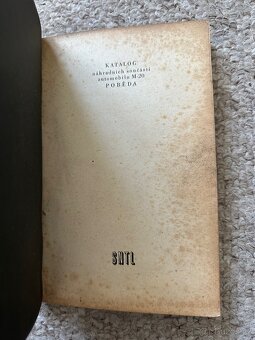 KATALOG
náhradních součástí
automobilu M-20
POBĚDA
SNTL